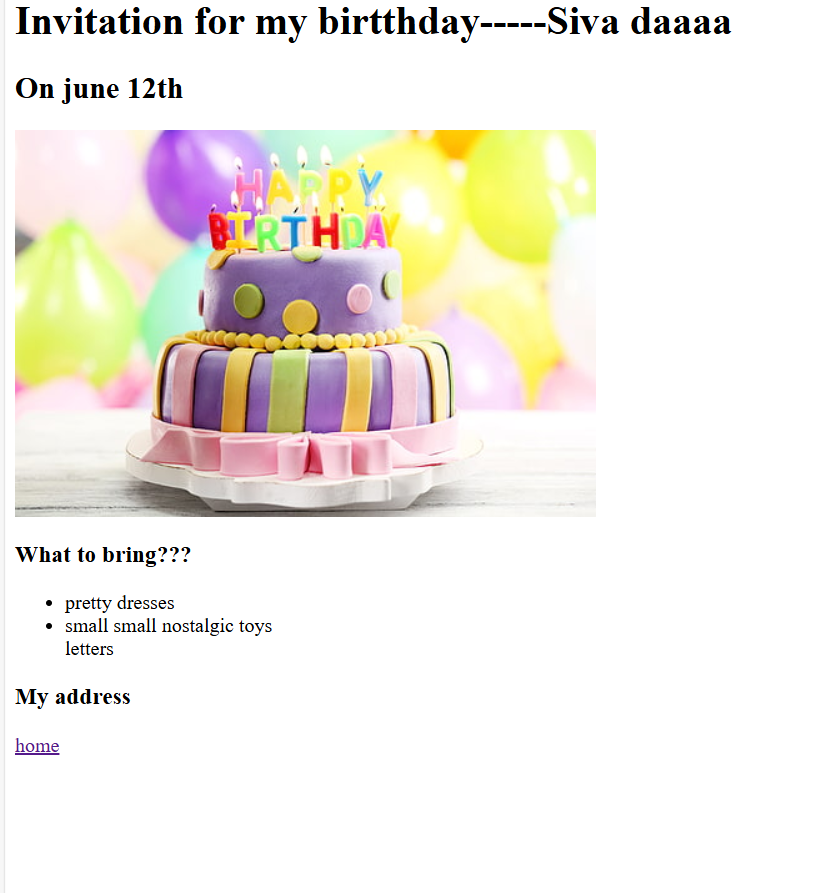 Invitation for my birtthday-----Siva daaaa
On june 12th
HAPPY
BIRTHDAY
What to bring???
pretty dresses
small small nostalgic toys
letters
My address
home